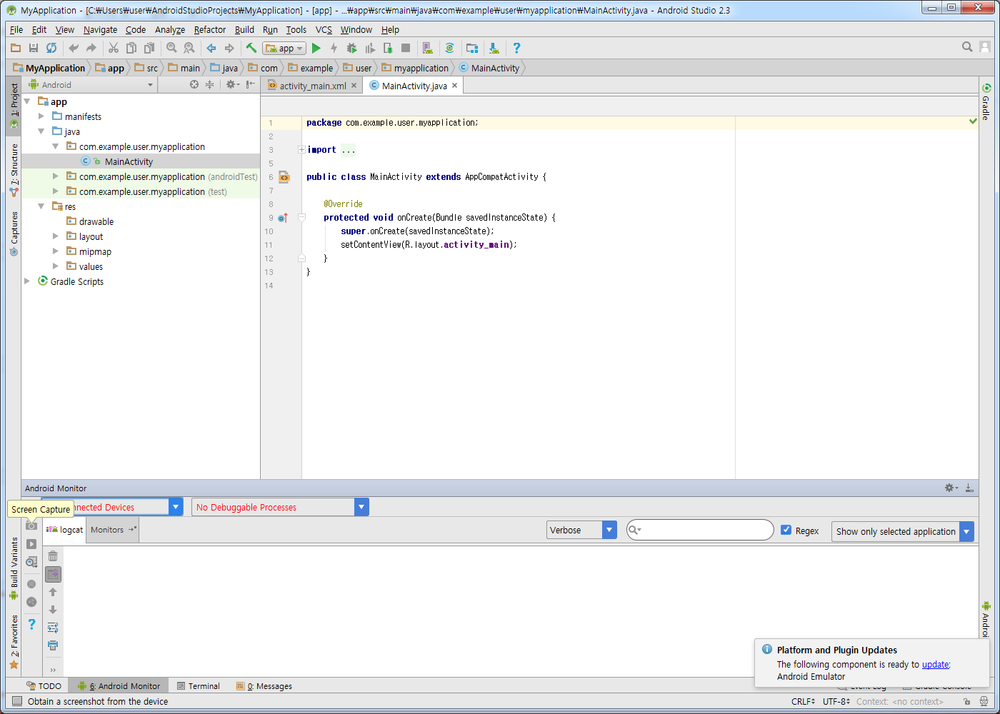 MyApplication - [C:₩Users₩user₩AndroidStudioProjects₩MyApplication] - [app] - ...₩app₩src₩main₩java₩com₩example₩user₩myapplication₩MainActivity.java - Android Studio 2.3
File Edit View Navigate Code Analyze Refactor Build Run Tools VCS Window Help
app
MyApplication app src main java com example user myapplication MainActivity
Android
activity_main.xml
MainActivity.java
1: Project
7: Structure
Captures
Build Variants
2: Favorites
app
manifests
java
com.example.user.myapplication
MainActivity
com.example.user.myapplication (androidTest)
com.example.user.myapplication (test)
res
drawable
layout
mipmap
values
Gradle Scripts
1 package com.example.user.myapplication;
2
3 import ...
5
6 public class MainActivity extends AppCompatActivity {
7
8 @Override
9 protected void onCreate(Bundle savedInstanceState) {
10 super.onCreate(savedInstanceState);
11 setContentView(R.layout.activity_main);
12 }
13 }
14
Gradle
Android Monitor
Screen Capture
nnected Devices
No Debuggable Processes
logcat
Monitors
Verbose
Regex
Show only selected application
Androi
Platform and Plugin Updates
The following component is ready to update:
Android Emulator
TODO
6: Android Monitor
Terminal
0: Messages
Event Log
Gradle Console
Obtain a screenshot from the device
CRLF UTF-8 Context: <no context>